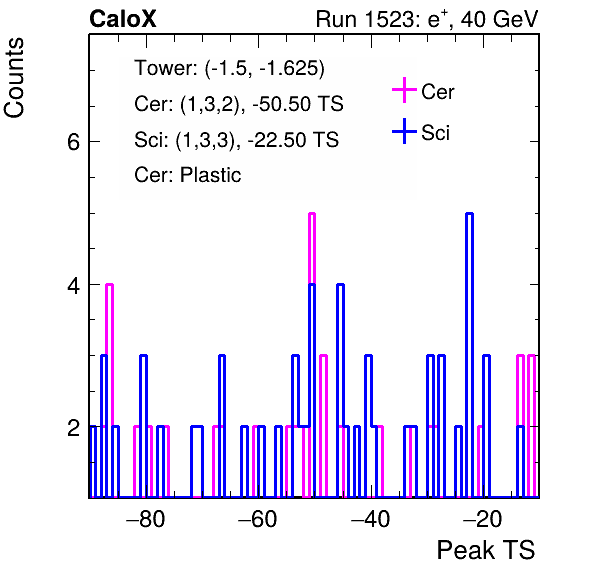 CaloX Run 1523: e+, 40 GeV
Counts
Tower: (-1.5, -1.625)
Cer: (1,3,2), -50.50 TS
Sci: (1,3,3), -22.50 TS
Cer: Plastic
Cer
Sci
6
4
2
−80 −60 −40 −20
Peak TS